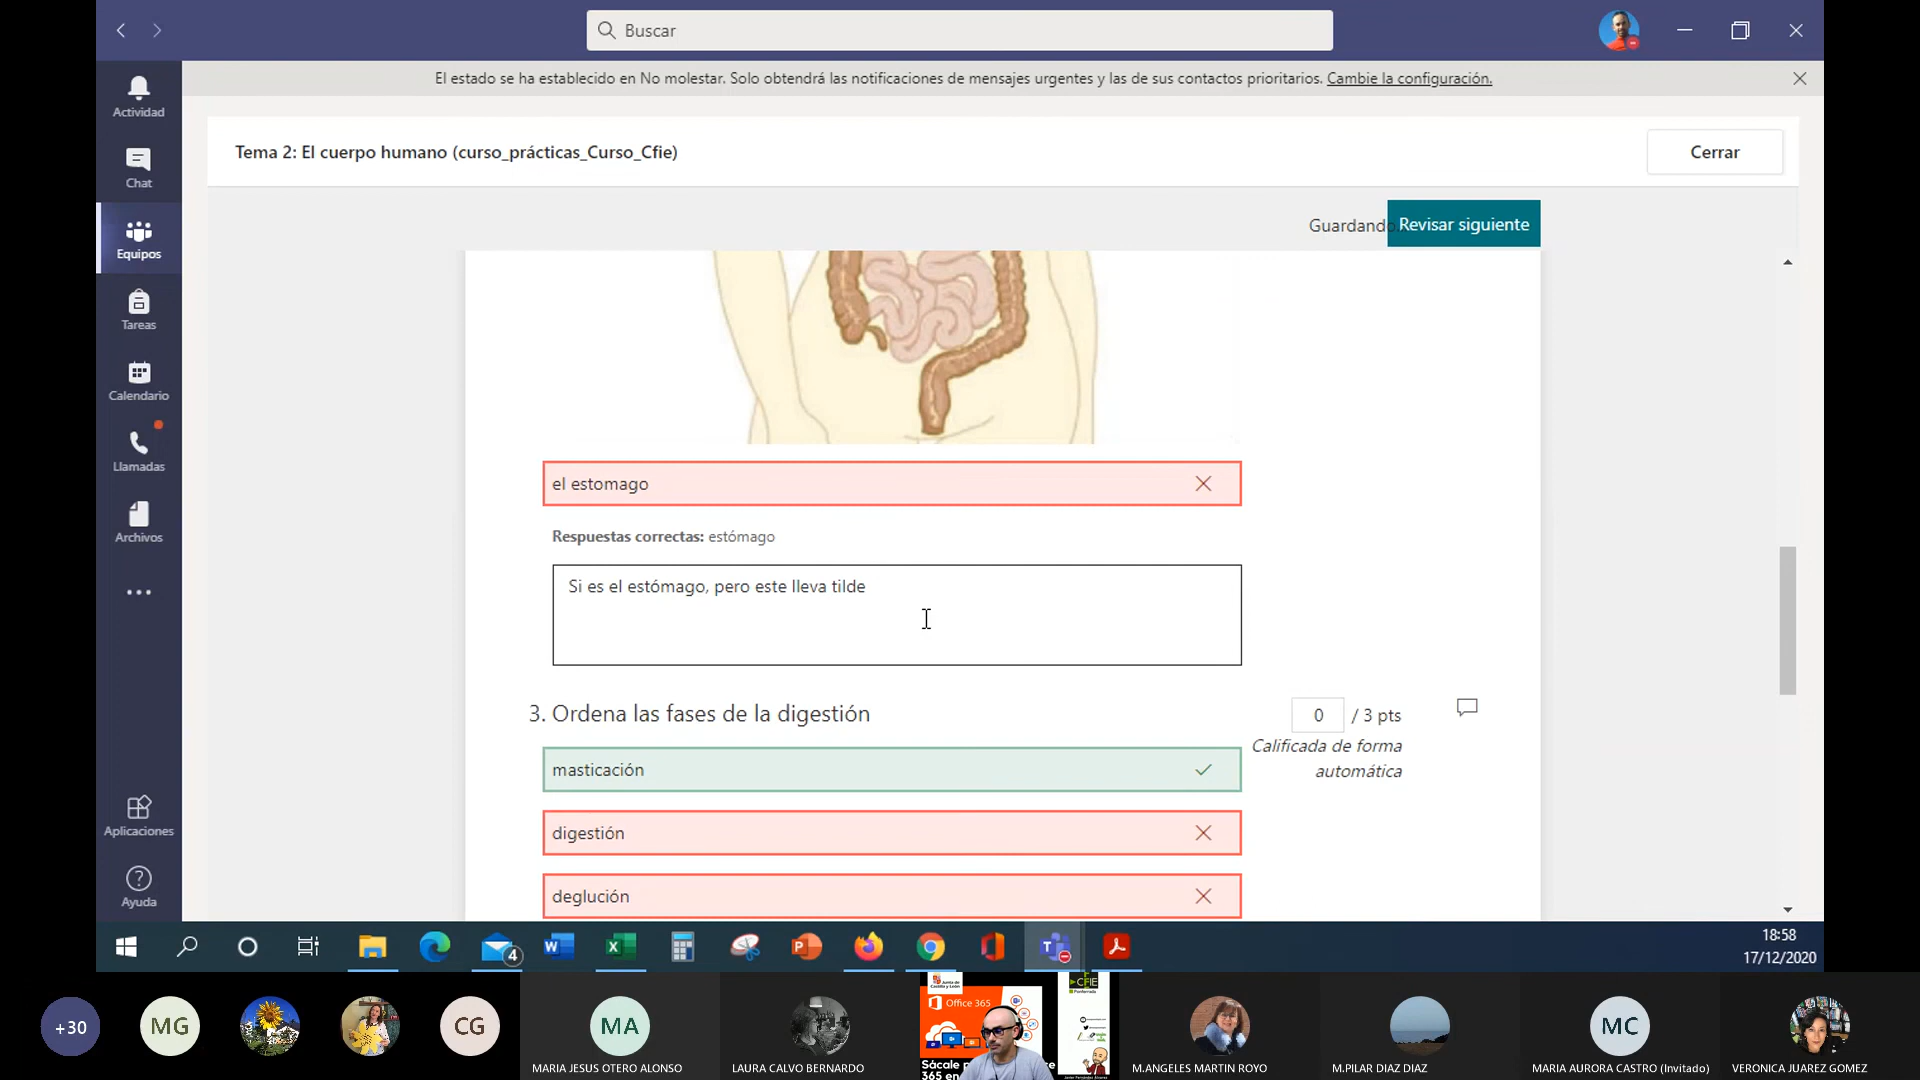 Buscar
El estado se ha establecido en No molestar. Solo obtendrá las notificaciones de mensajes urgentes y las de sus contactos prioritarios. Cambie la configuración.
Actividad
Chat
Equipos
Tareas
Calendario
Llamadas
Archivos
Aplicaciones
Ayuda
Tema 2: El cuerpo humano (curso_prácticas_Curso_Cfie)
Cerrar
Guardando
Revisar siguiente
el estomago
Respuestas correctas: estómago
Si es el estómago, pero este lleva tilde
3. Ordena las fases de la digestión
0 / 3 pts
Calificada de forma
automática
masticación
digestión
deglución
4
18:58
17/12/2020
+30
MG
CG
MA
MARIA JESUS OTERO ALONSO
LAURA CALVO BERNARDO
Office 365
CFIE
365 en
M.ANGELES MARTIN ROYO
M.PILAR DIAZ DIAZ
MC
MARIA AURORA CASTRO (Invitado)
VERONICA JUAREZ GOMEZ